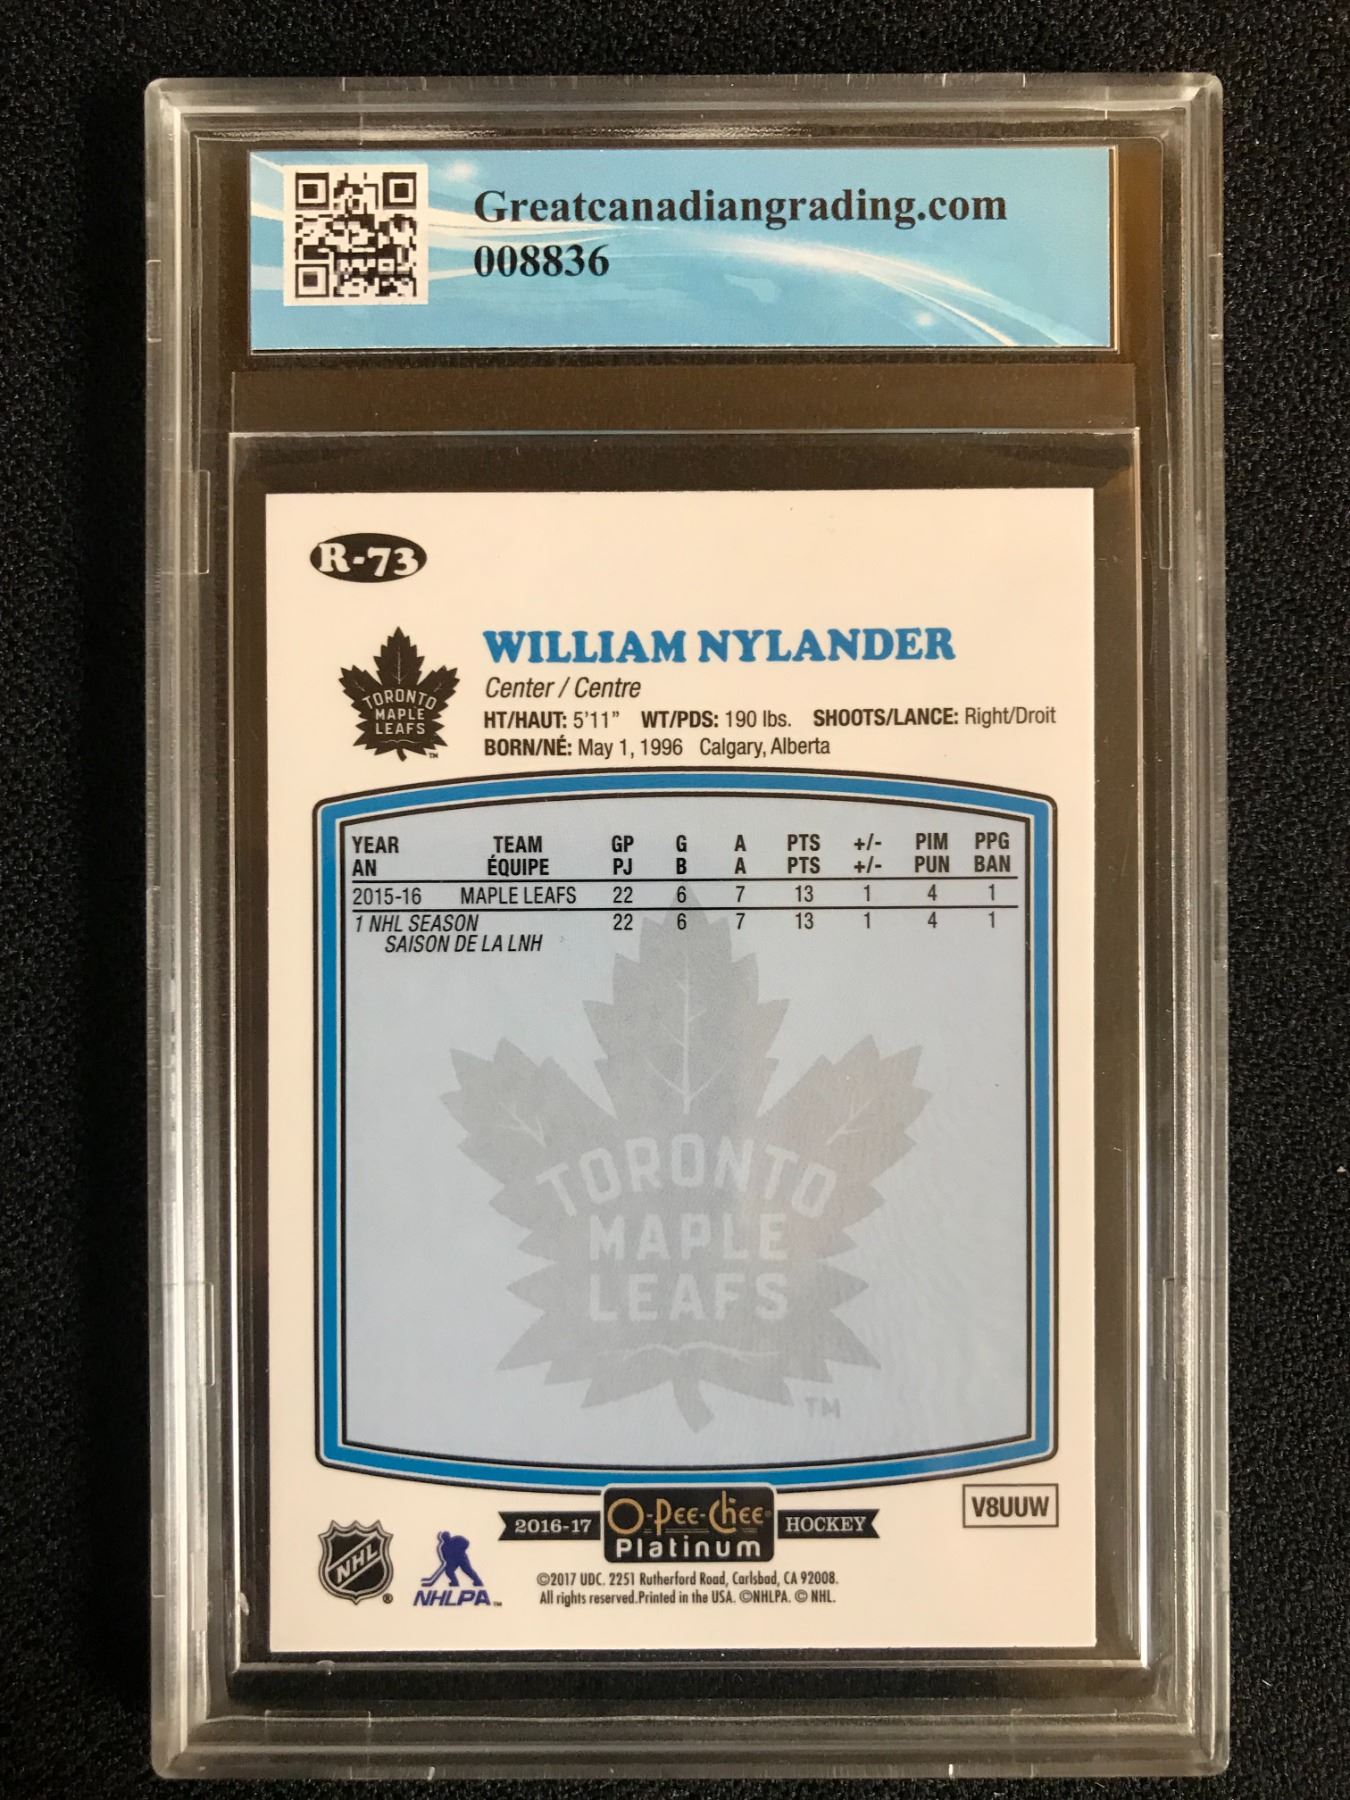 Greatcanadiangrading.com
008836
R-73
TORONTO
MAPLE
LEAFS
TM
WILLIAM NYLANDER
Center / Centre
HT/HAUT: 5'11" WT/PDS: 190 lbs. SHOOTS/LANCE: Right/Droit
BORN/NÉ: May 1, 1996 Calgary, Alberta
YEAR TEAM GP G A PTS +/- PIM PPG
AN ÉQUIPE PJ B A PTS +/- PUN BAN
2015-16 MAPLE LEAFS 22 6 7 13 1 4 1
1 NHL SEASON 22 6 7 13 1 4 1
SAISON DE LA LNH
TORONTO
MAPLE
LEAFS
TM
V8UUW
2016-17 O-Pee-Chee HOCKEY
Platinum
NHL ®
NHLPA TM
©2017 UDC. 2251 Rutherford Road, Carlsbad, CA 92008.
All rights reserved.Printed in the USA. ©NHLPA. © NHL.